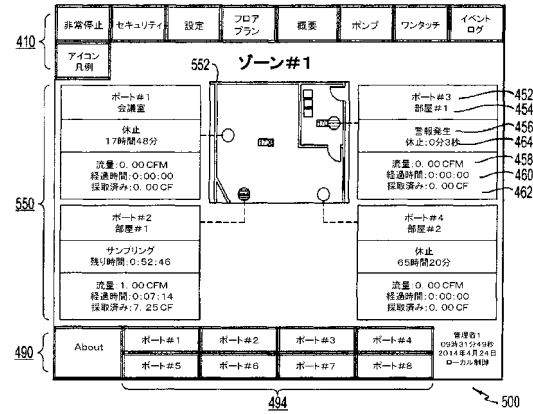 410
非常停止
セキュリティ
設定
フロア
プラン
概要
ポンプ
ワンタッチ
イベント
ログ
アイコン
凡例
552
ゾーン#1
550
ポート#1
会議室
休止
17時間48分
流量:0.00CFM
経過時間:0:00:00
採取済み:0.00CF
ポート#3
部屋#1
警報発生
休止:0分3秒
流量:0.00CFM
経過時間:0:00:00
採取済み:0.00CF
452
454
456
464
458
460
462
ポート#2
部屋#1
サンプリング
残り時間:0:52:46
流量:1.00CFM
経過時間:0:07:14
採取済み:7.25CF
ポート#4
部屋#2
休止
65時間20分
流量:0.00CFM
経過時間:0:00:00
採取済み:0.00CF
490
About
ポート#1
ポート#2
ポート#3
ポート#4
ポート#5
ポート#6
ポート#7
ポート#8
管理者1
09時31分49秒
2014年4月24日
ローカル制御
494
500